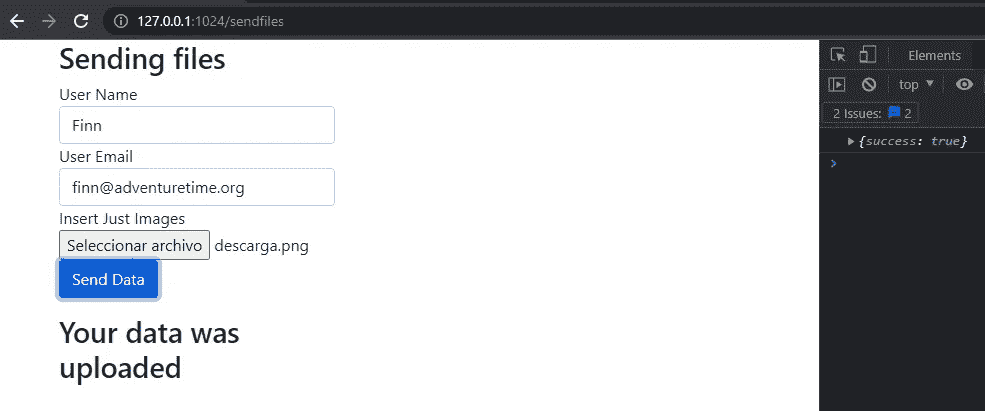 127.0.0.1:1024/sendfiles
Sending files
User Name
Finn
User Email
finn@adventuretime.org
Insert Just Images
Seleccionar archivo descarga.png
Send Data
Your data was
uploaded
Elements
top
2 Issues: 2
{success: true}